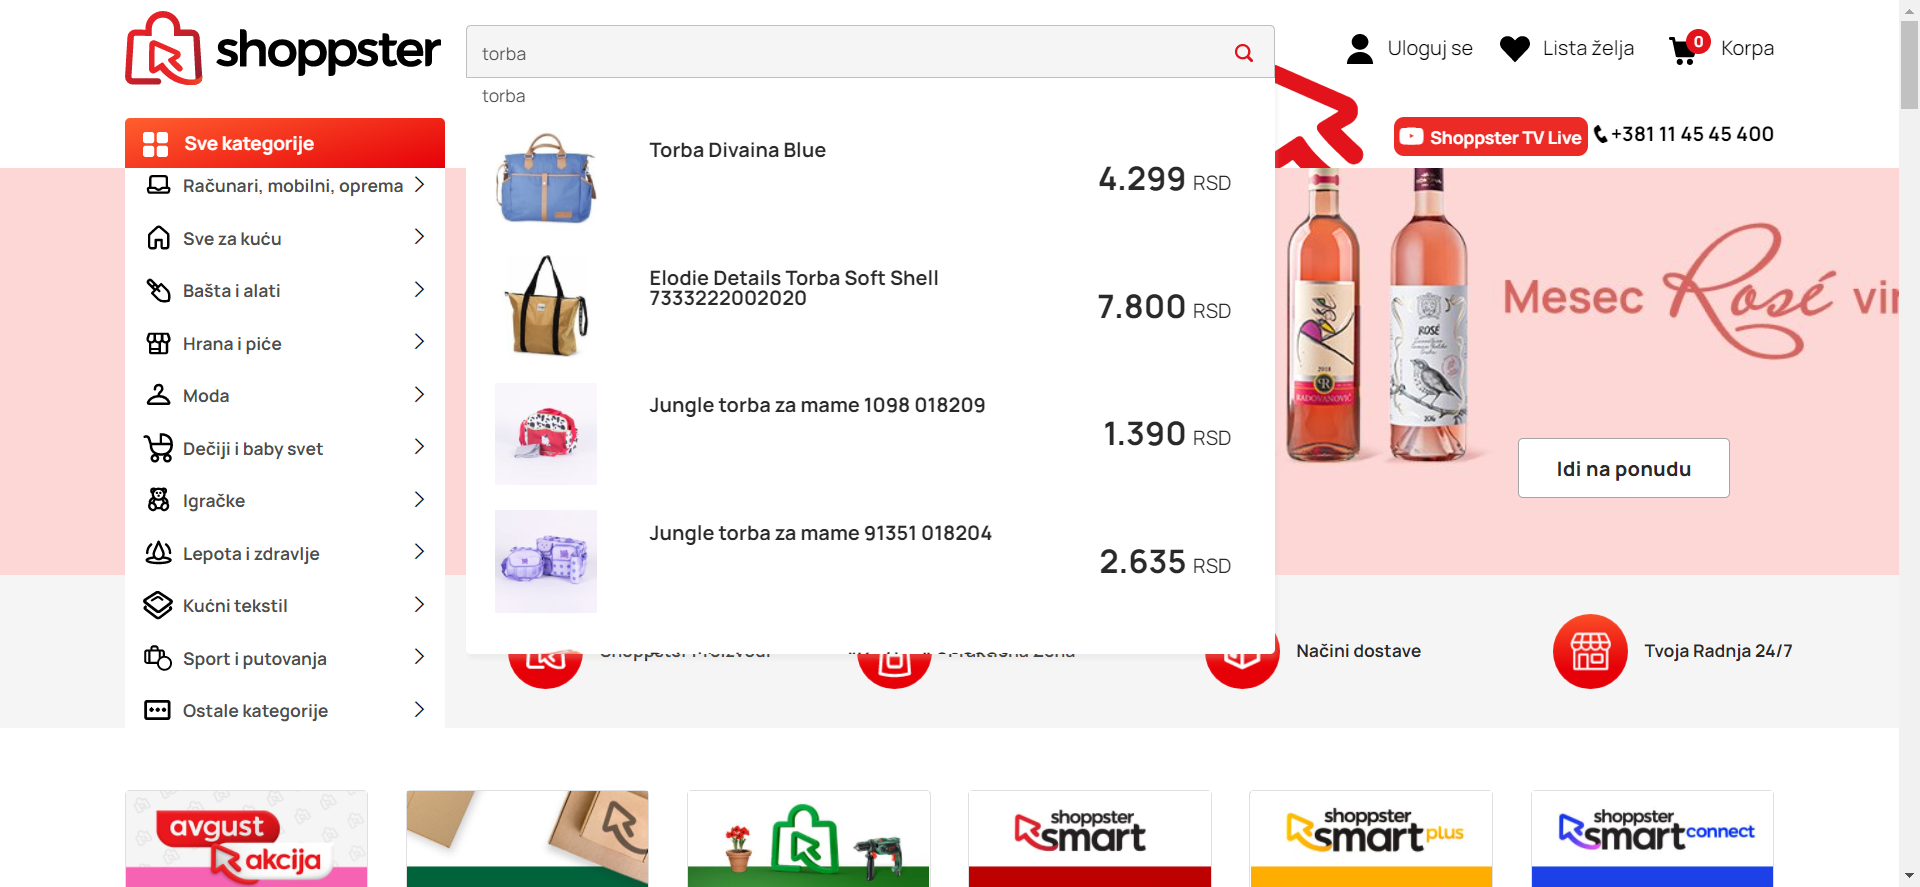 shoppster
torba
Uloguj se
Lista želja
0
Korpa
torba
Shoppster TV Live
+381 11 45 45 400
Sve kategorije
Računari, mobilni, oprema
Sve za kuću
Bašta i alati
Hrana i piće
Moda
Dečiji i baby svet
Igračke
Lepota i zdravlje
Kućni tekstil
Sport i putovanja
Ostale kategorije
Torba Divaina Blue
4.299 RSD
Elodie Details Torba Soft Shell
7333222002020
7.800 RSD
Jungle torba za mame 1098 018209
1.390 RSD
Jungle torba za mame 91351 018204
2.635 RSD
Mesec Rosé vin
Rosé
2018
R
RADOVANOVIĆ
ROSÉ
Idi na ponudu
Načini dostave
Tvoja Radnja 24/7
avgust
akcija
shoppster
smart
shoppster
smart plus
shoppster
smart connect